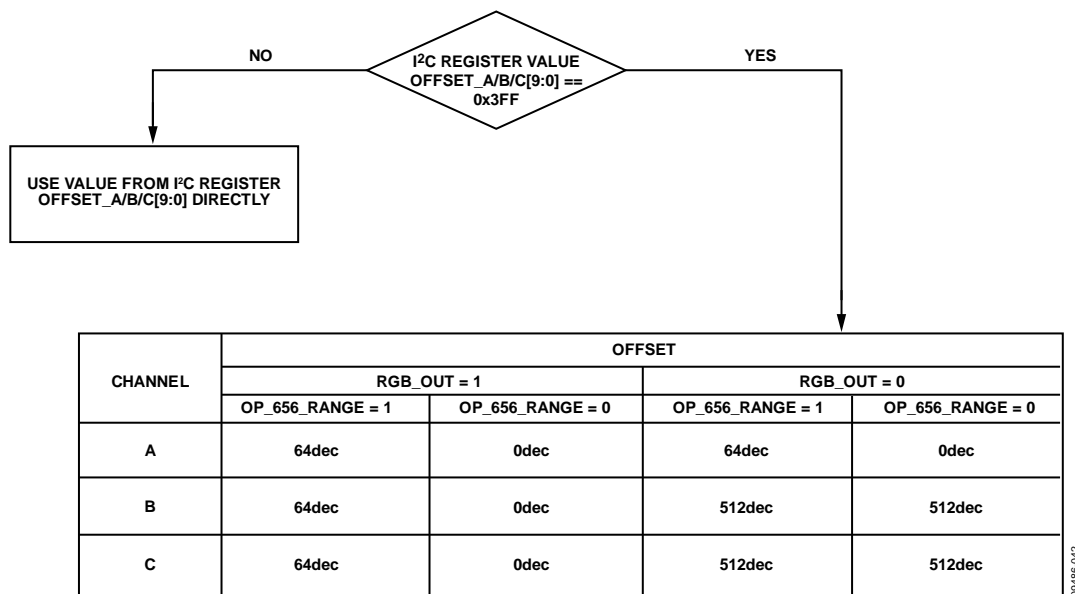 NO
YES
I²C REGISTER VALUE
OFFSET_A/B/C[9:0] ==
0x3FF
USE VALUE FROM I²C REGISTER
OFFSET_A/B/C[9:0] DIRECTLY
CHANNEL
OFFSET
RGB_OUT = 1 RGB_OUT = 0
OP_656_RANGE = 1 OP_656_RANGE = 0 OP_656_RANGE = 1 OP_656_RANGE = 0
A 64dec 0dec 64dec 0dec
B 64dec 0dec 512dec 512dec
C 64dec 0dec 512dec 512dec